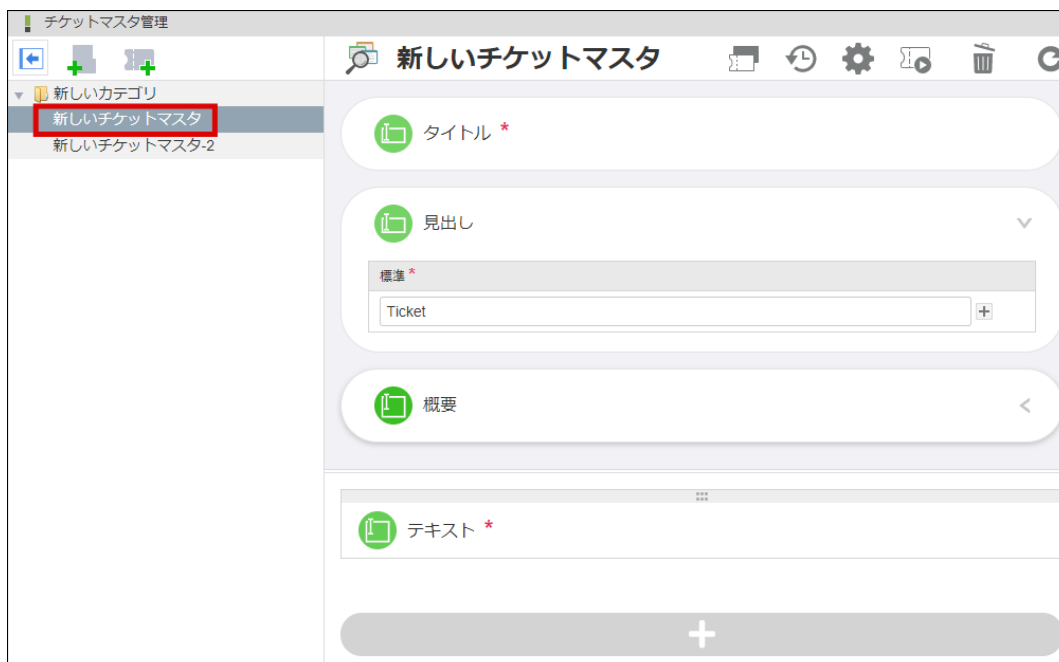 チケットマスタ管理
新しいチケットマスタ
新しいカテゴリ
新しいチケットマスタ
新しいチケットマスタ-2
タイトル *
見出し
標準 *
Ticket
概要
テキスト *